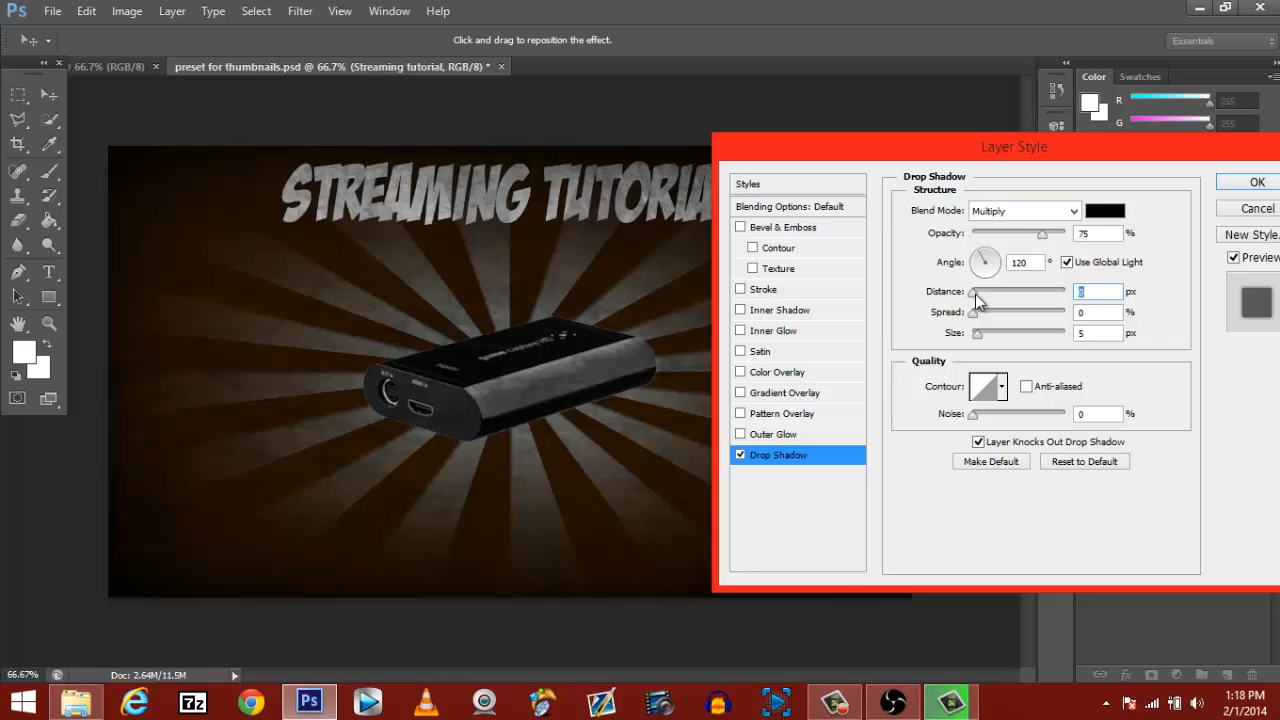 Ps File Edit Image Layer Type Select Filter View Window Help
Click and drag to reposition the effect.
Essentials
@ 66.7% (RGB/8) ×
preset for thumbnails.psd @ 66.7% (Streaming tutorial, RGB/8) * ×
Color Swatches
R 255
G 255
STREAMING TUTORIA
Layer Style
Styles
Blending Options: Default
Bevel & Emboss
Contour
Texture
Stroke
Inner Shadow
Inner Glow
Satin
Color Overlay
Gradient Overlay
Pattern Overlay
Outer Glow
Drop Shadow
Drop Shadow
Structure
Blend Mode: Multiply
Opacity: 75 %
Angle: 120 ° Use Global Light
Distance: 0 px
Spread: 0 %
Size: 5 px
Quality
Contour: Anti-aliased
Noise: 0 %
Layer Knocks Out Drop Shadow
Make Default Reset to Default
OK
Cancel
New Style..
Preview
66.67% Doc: 2.64M/11.5M
fx
7z
Ps
1:18 PM
2/1/2014